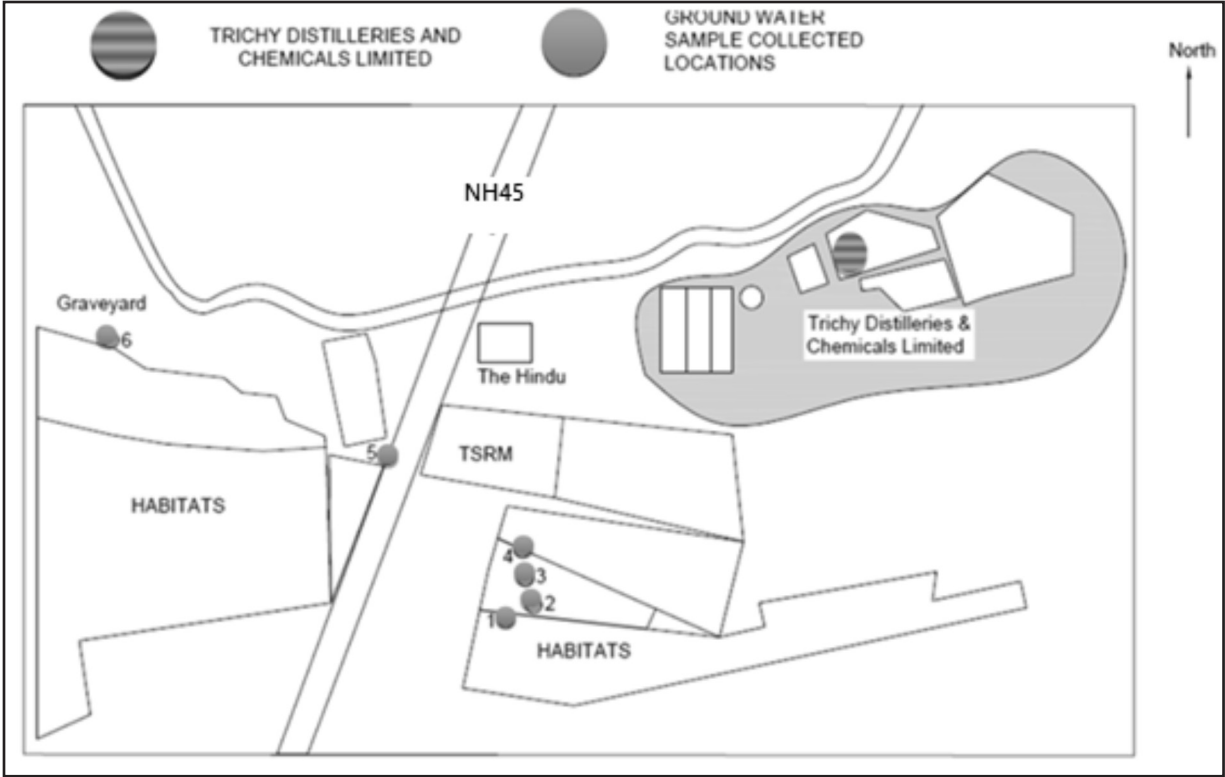 TRICHY DISTILLERIES AND
CHEMICALS LIMITED
GROUND WATER
SAMPLE COLLECTED
LOCATIONS
North
NH45
Graveyard
6
Trichy Distilleries &
Chemicals Limited
The Hindu
5
TSRM
HABITATS
4
3
2
1
HABITATS